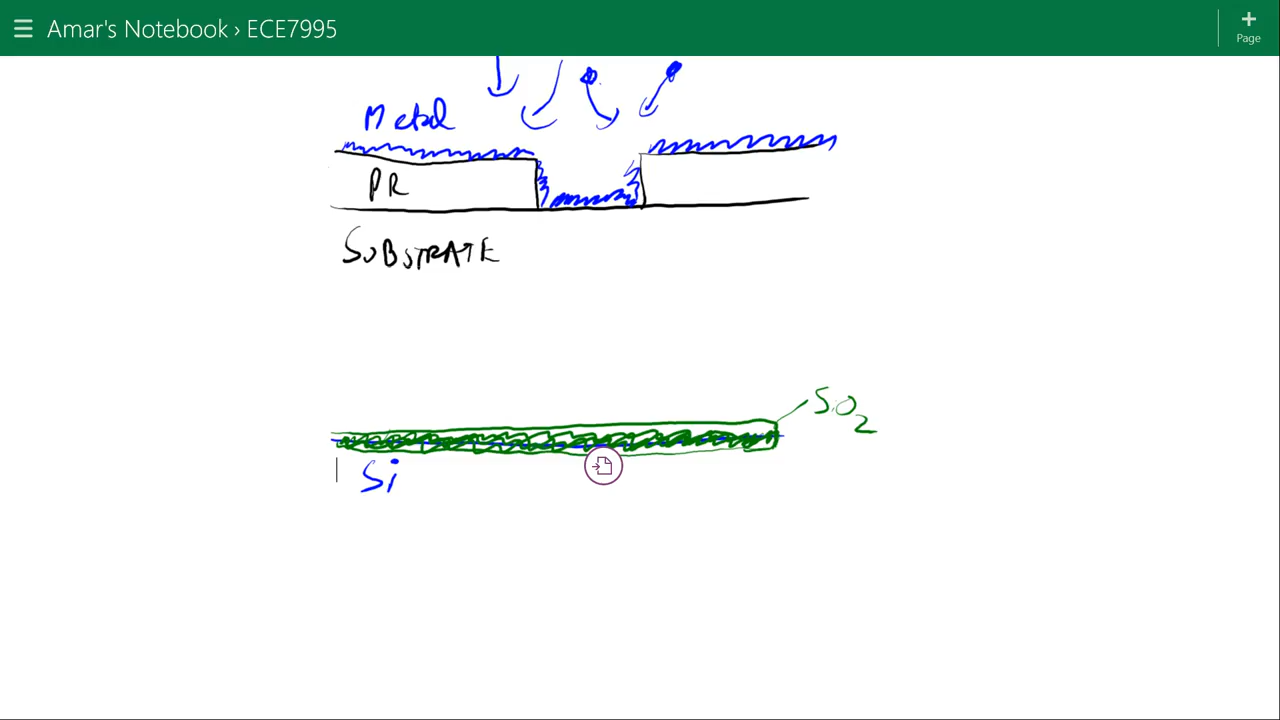 Amar's Notebook › ECE7995
Page
Metal
PR
SUBSTRATE
SiO2
Si